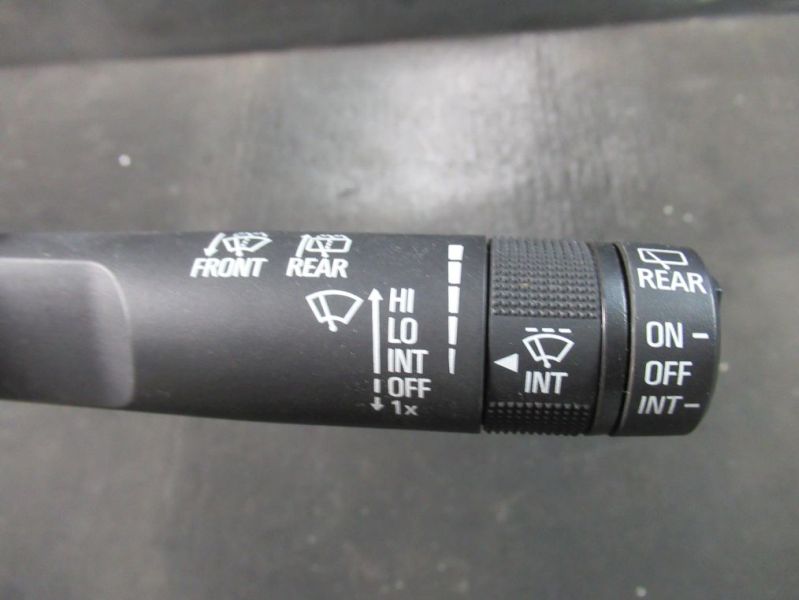 FRONT REAR
HI
LO
INT
OFF
1x
INT
REAR
ON
OFF
INT